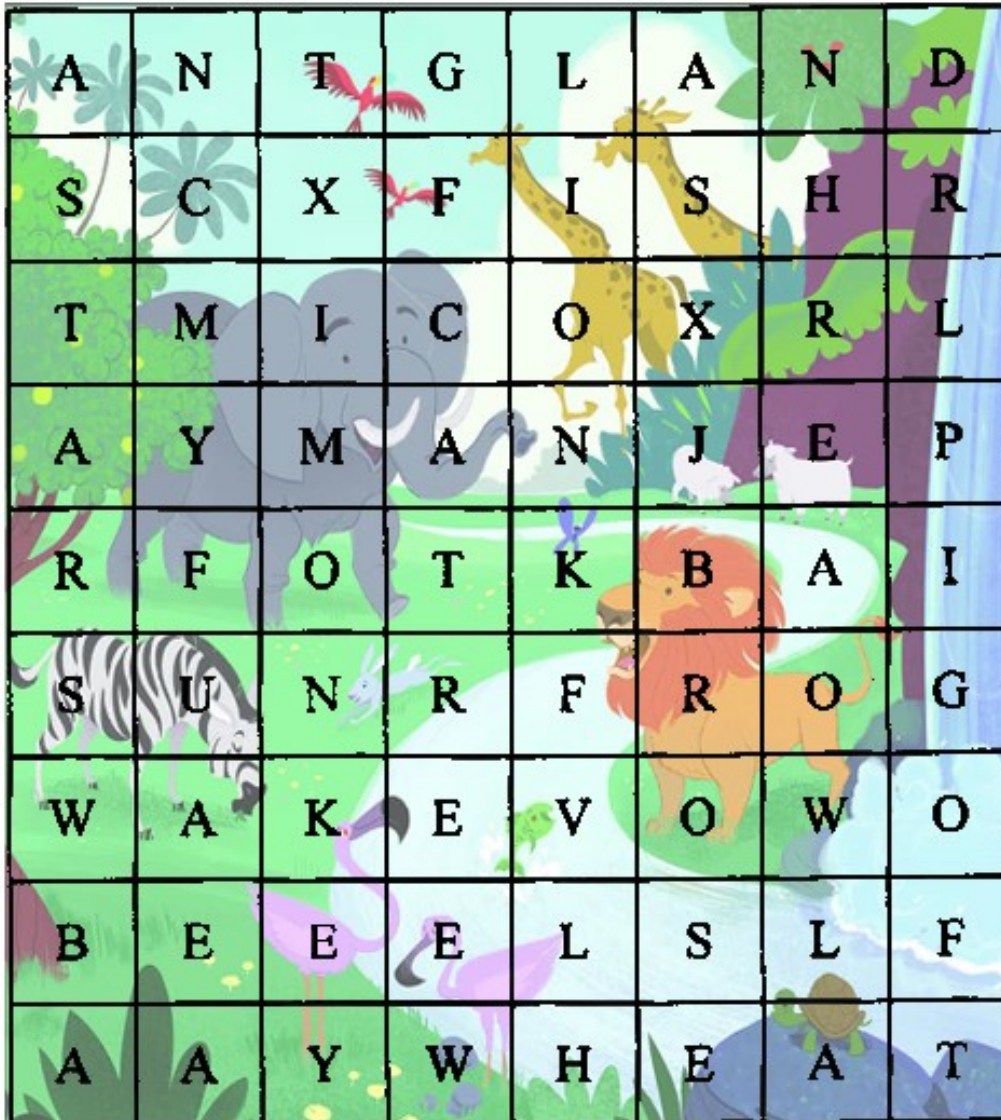 A N T G L A N D
S C X F I S H R
T M I C O X R L
A Y M A N J E P
R F O T K B A I
S U N R F R O G
W A K E V O W O
B E E E L S L F
A A Y W H E A T